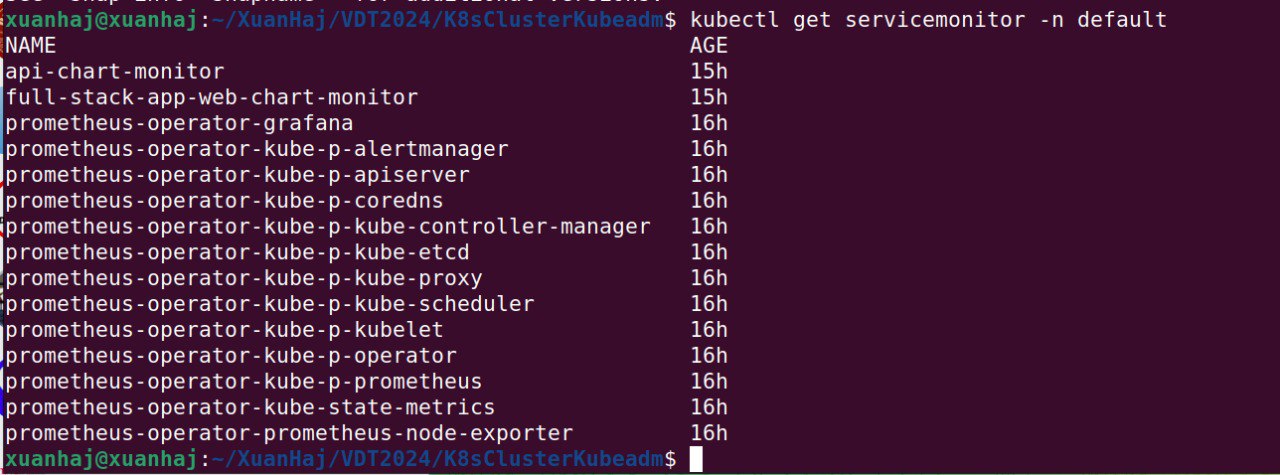 xuanhaj@xuanhaj:~/XuanHaj/VDT2024/K8sClusterKubeadm$ kubectl get servicemonitor -n default
NAME AGE
api-chart-monitor 15h
full-stack-app-web-chart-monitor 15h
prometheus-operator-grafana 16h
prometheus-operator-kube-p-alertmanager 16h
prometheus-operator-kube-p-apiserver 16h
prometheus-operator-kube-p-coredns 16h
prometheus-operator-kube-p-kube-controller-manager 16h
prometheus-operator-kube-p-kube-etcd 16h
prometheus-operator-kube-p-kube-proxy 16h
prometheus-operator-kube-p-kube-scheduler 16h
prometheus-operator-kube-p-kubelet 16h
prometheus-operator-kube-p-operator 16h
prometheus-operator-kube-p-prometheus 16h
prometheus-operator-kube-state-metrics 16h
prometheus-operator-prometheus-node-exporter 16h
xuanhaj@xuanhaj:~/XuanHaj/VDT2024/K8sClusterKubeadm$